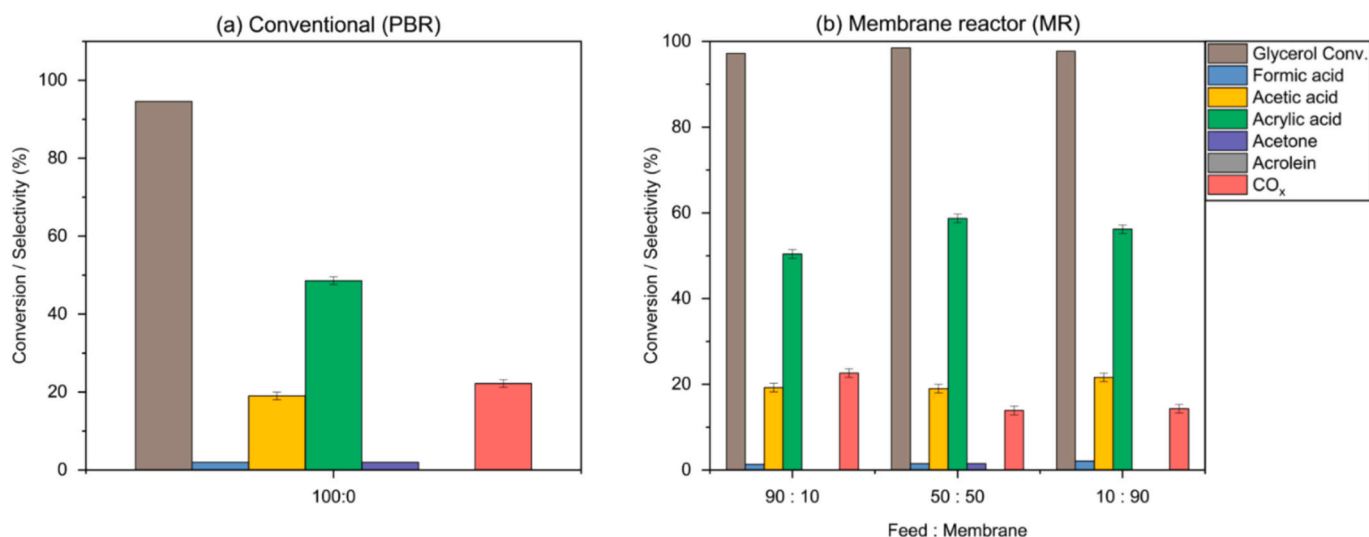 (a) Conventional (PBR)
Conversion / Selectivity (%)
100
80
60
40
20
0
100:0
(b) Membrane reactor (MR)
Conversion / Selectivity (%)
100
80
60
40
20
0
90 : 10
50 : 50
10 : 90
Feed : Membrane
Glycerol Conv.
Formic acid
Acetic acid
Acrylic acid
Acetone
Acrolein
COx